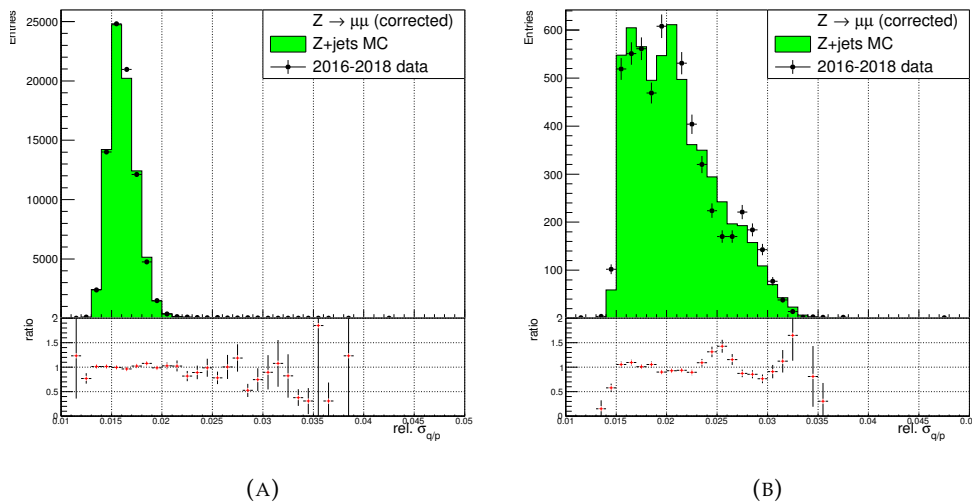 Entries
Z → μμ (corrected)
Z+jets MC
2016-2018 data
25000
20000
15000
10000
5000
ratio
1.5
1
0.5
0
0.01 0.015 0.02 0.025 0.03 0.035 0.04 0.045 0.05
rel. σq/p
(A)
Entries
Z → μμ (corrected)
Z+jets MC
2016-2018 data
600
500
400
300
200
100
ratio
1.5
1
0.5
0
0.01 0.015 0.02 0.025 0.03 0.035 0.04 0.045 0.05
rel. σq/p
(B)